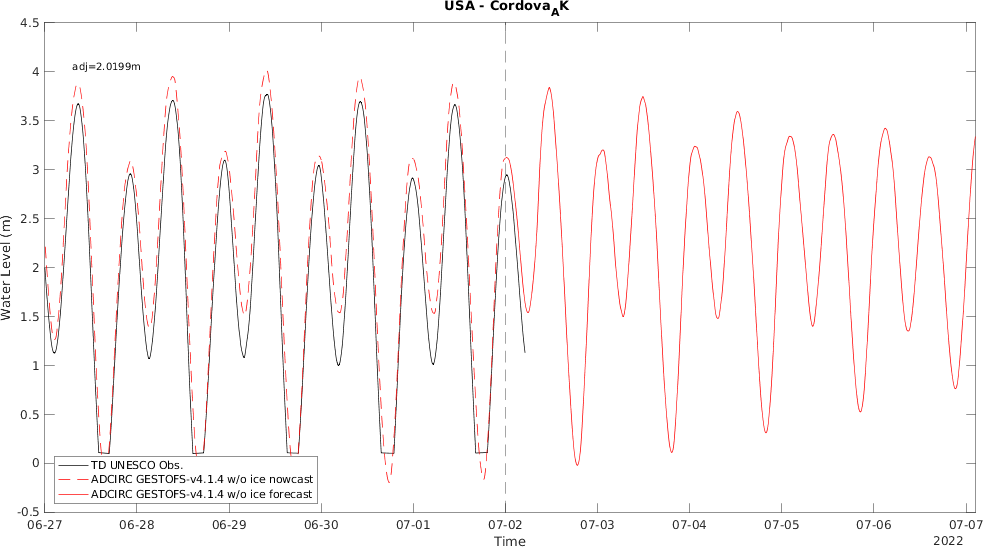 USA - Cordova_AK
4.5
4
3.5
3
2.5
2
1.5
1
0.5
0
-0.5
Water Level (m)
adj=2.0199m
TD UNESCO Obs.
ADCIRC GESTOFS-v4.1.4 w/o ice nowcast
ADCIRC GESTOFS-v4.1.4 w/o ice forecast
06-27 06-28 06-29 06-30 07-01 07-02 07-03 07-04 07-05 07-06 07-07
Time
2022